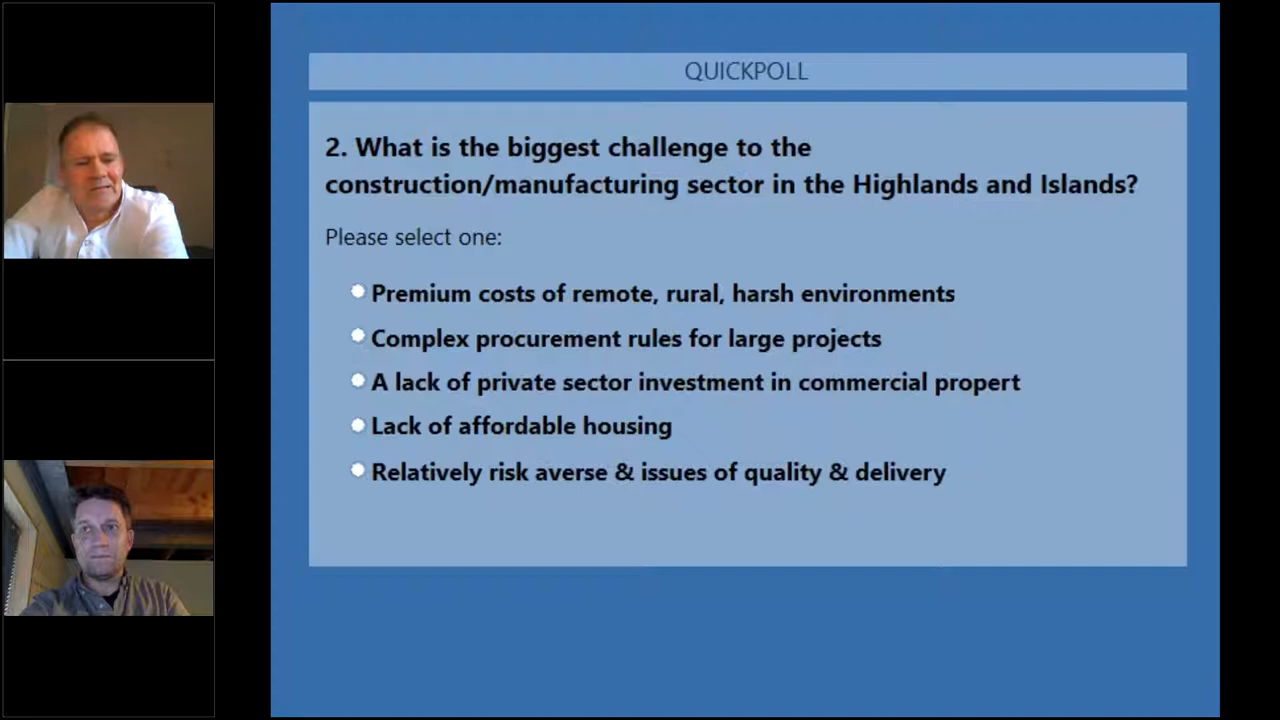 QUICKPOLL
2. What is the biggest challenge to the
construction/manufacturing sector in the Highlands and Islands?
Please select one:
Premium costs of remote, rural, harsh environments
Complex procurement rules for large projects
A lack of private sector investment in commercial propert
Lack of affordable housing
Relatively risk averse & issues of quality & delivery